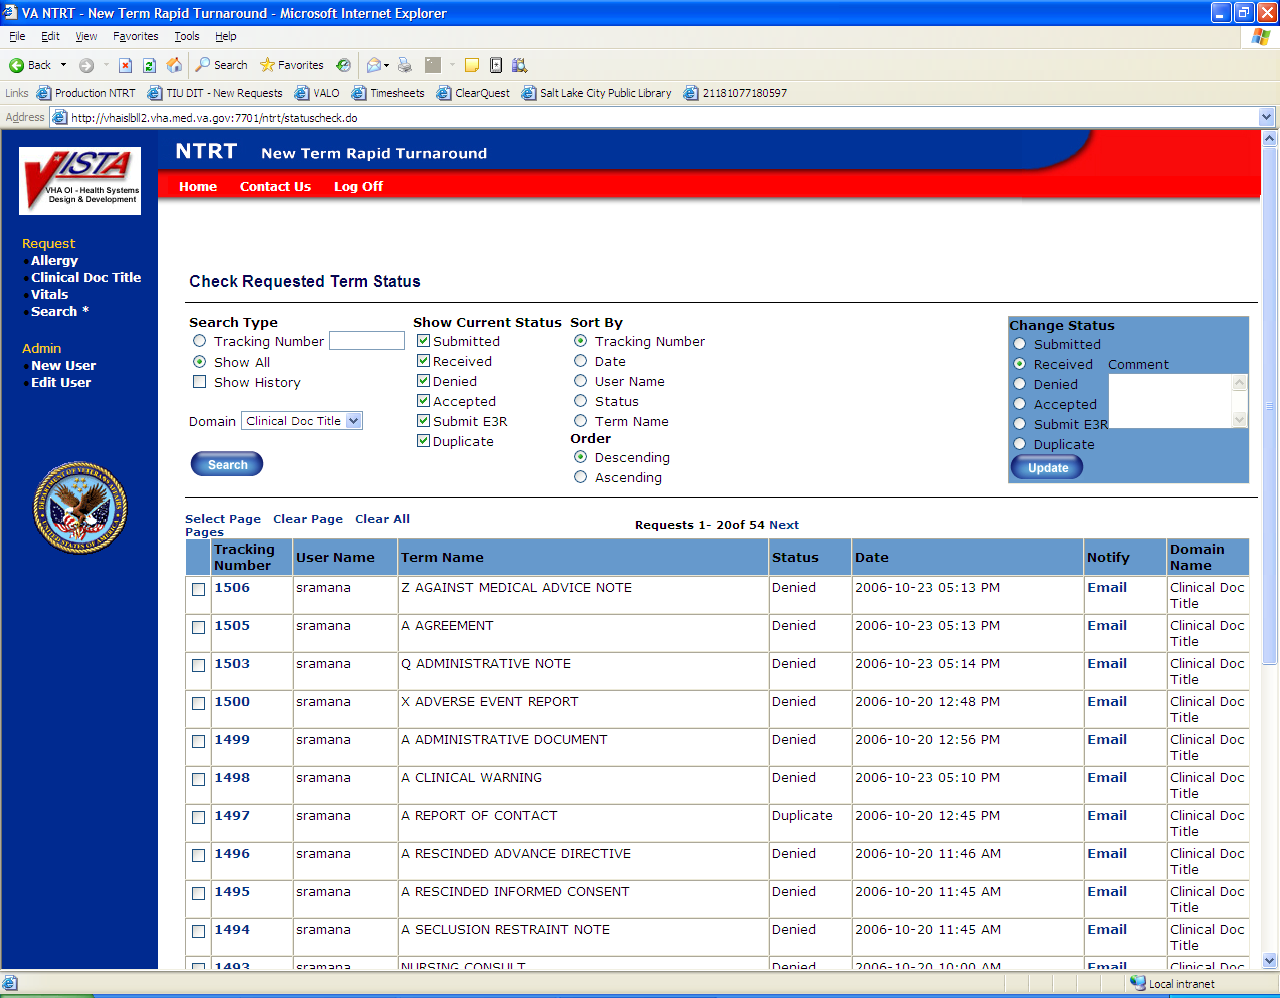 VA NTRT - New Term Rapid Turnaround - Microsoft Internet Explorer
File Edit View Favorites Tools Help
Back Search Favorites
Links Production NTRT TIU DIT - New Requests VALO Timesheets ClearQuest Salt Lake City Public Library 21181077180597
Address http://vhaislbll2.vha.med.va.gov:7701/ntrt/statuscheck.do
VISTA
VHA OI - Health Systems
Design & Development
NTRT New Term Rapid Turnaround
Home Contact Us Log Off
Request
Allergy
Clinical Doc Title
Vitals
Search *
Admin
New User
Edit User
Check Requested Term Status
Search Type
Tracking Number
Show All
Show History
Domain Clinical Doc Title
Search
Show Current Status
Submitted
Received
Denied
Accepted
Submit E3R
Duplicate
Sort By
Tracking Number
Date
User Name
Status
Term Name
Order
Descending
Ascending
Change Status
Submitted
Received Comment
Denied
Accepted
Submit E3R
Duplicate
Update
Select Page Clear Page Clear All
Pages
Requests 1- 20of 54 Next
Tracking Number User Name Term Name Status Date Notify Domain Name
1506 sramana Z AGAINST MEDICAL ADVICE NOTE Denied 2006-10-23 05:13 PM Email Clinical Doc Title
1505 sramana A AGREEMENT Denied 2006-10-23 05:13 PM Email Clinical Doc Title
1503 sramana Q ADMINISTRATIVE NOTE Denied 2006-10-23 05:14 PM Email Clinical Doc Title
1500 sramana X ADVERSE EVENT REPORT Denied 2006-10-20 12:48 PM Email Clinical Doc Title
1499 sramana A ADMINISTRATIVE DOCUMENT Denied 2006-10-20 12:56 PM Email Clinical Doc Title
1498 sramana A CLINICAL WARNING Denied 2006-10-23 05:10 PM Email Clinical Doc Title
1497 sramana A REPORT OF CONTACT Duplicate 2006-10-20 12:45 PM Email Clinical Doc Title
1496 sramana A RESCINDED ADVANCE DIRECTIVE Denied 2006-10-20 11:46 AM Email Clinical Doc Title
1495 sramana A RESCINDED INFORMED CONSENT Denied 2006-10-20 11:45 AM Email Clinical Doc Title
1494 sramana A SECLUSION RESTRAINT NOTE Denied 2006-10-20 11:45 AM Email Clinical Doc Title
1493 sramana NURSING CONSULT Denied 2006-10-20 10:00 AM Email Clinical Doc
Local intranet